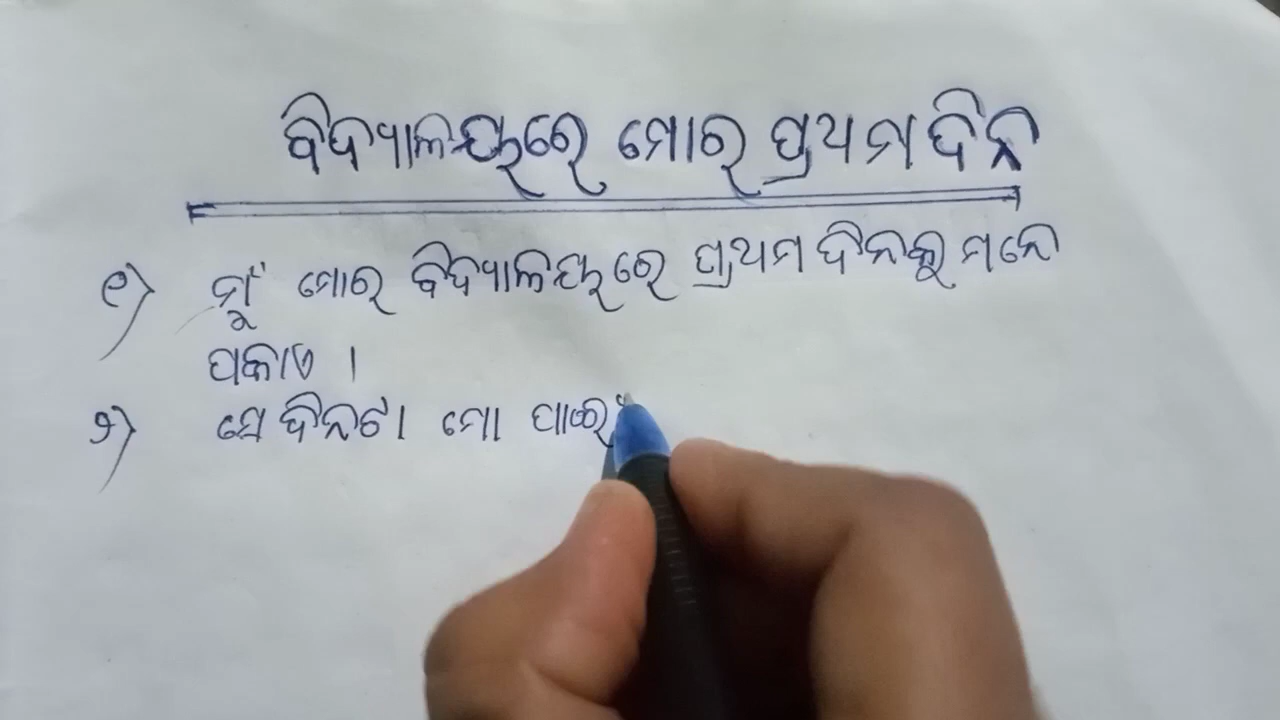 ବିଦ୍ୟାଳୟରେ ମୋର ପ୍ରଥମ ଦିନ
୧) ମୁଁ ମୋର ବିଦ୍ୟାଳୟରେ ପ୍ରଥମ ଦିନକୁ ମନେ
ପକାଏ ।
୨) ସେ ଦିନଟା ମୋ ପାଇଁ